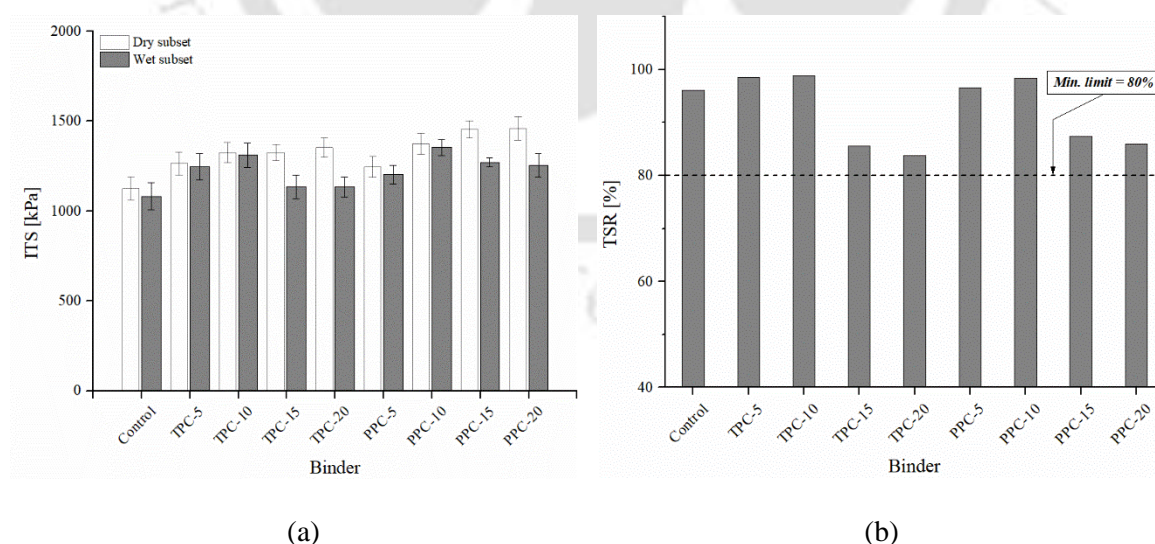 2000
1500
1000
500
0
ITS [kPa]
Dry subset
Wet subset
Control
TPC-5
TPC-10
TPC-15
TPC-20
PPC-5
PPC-10
PPC-15
PPC-20
Binder
(a)
100
80
60
40
TSR [%]
Min. limit = 80%
Control
TPC-5
TPC-10
TPC-15
TPC-20
PPC-5
PPC-10
PPC-15
PPC-20
Binder
(b)